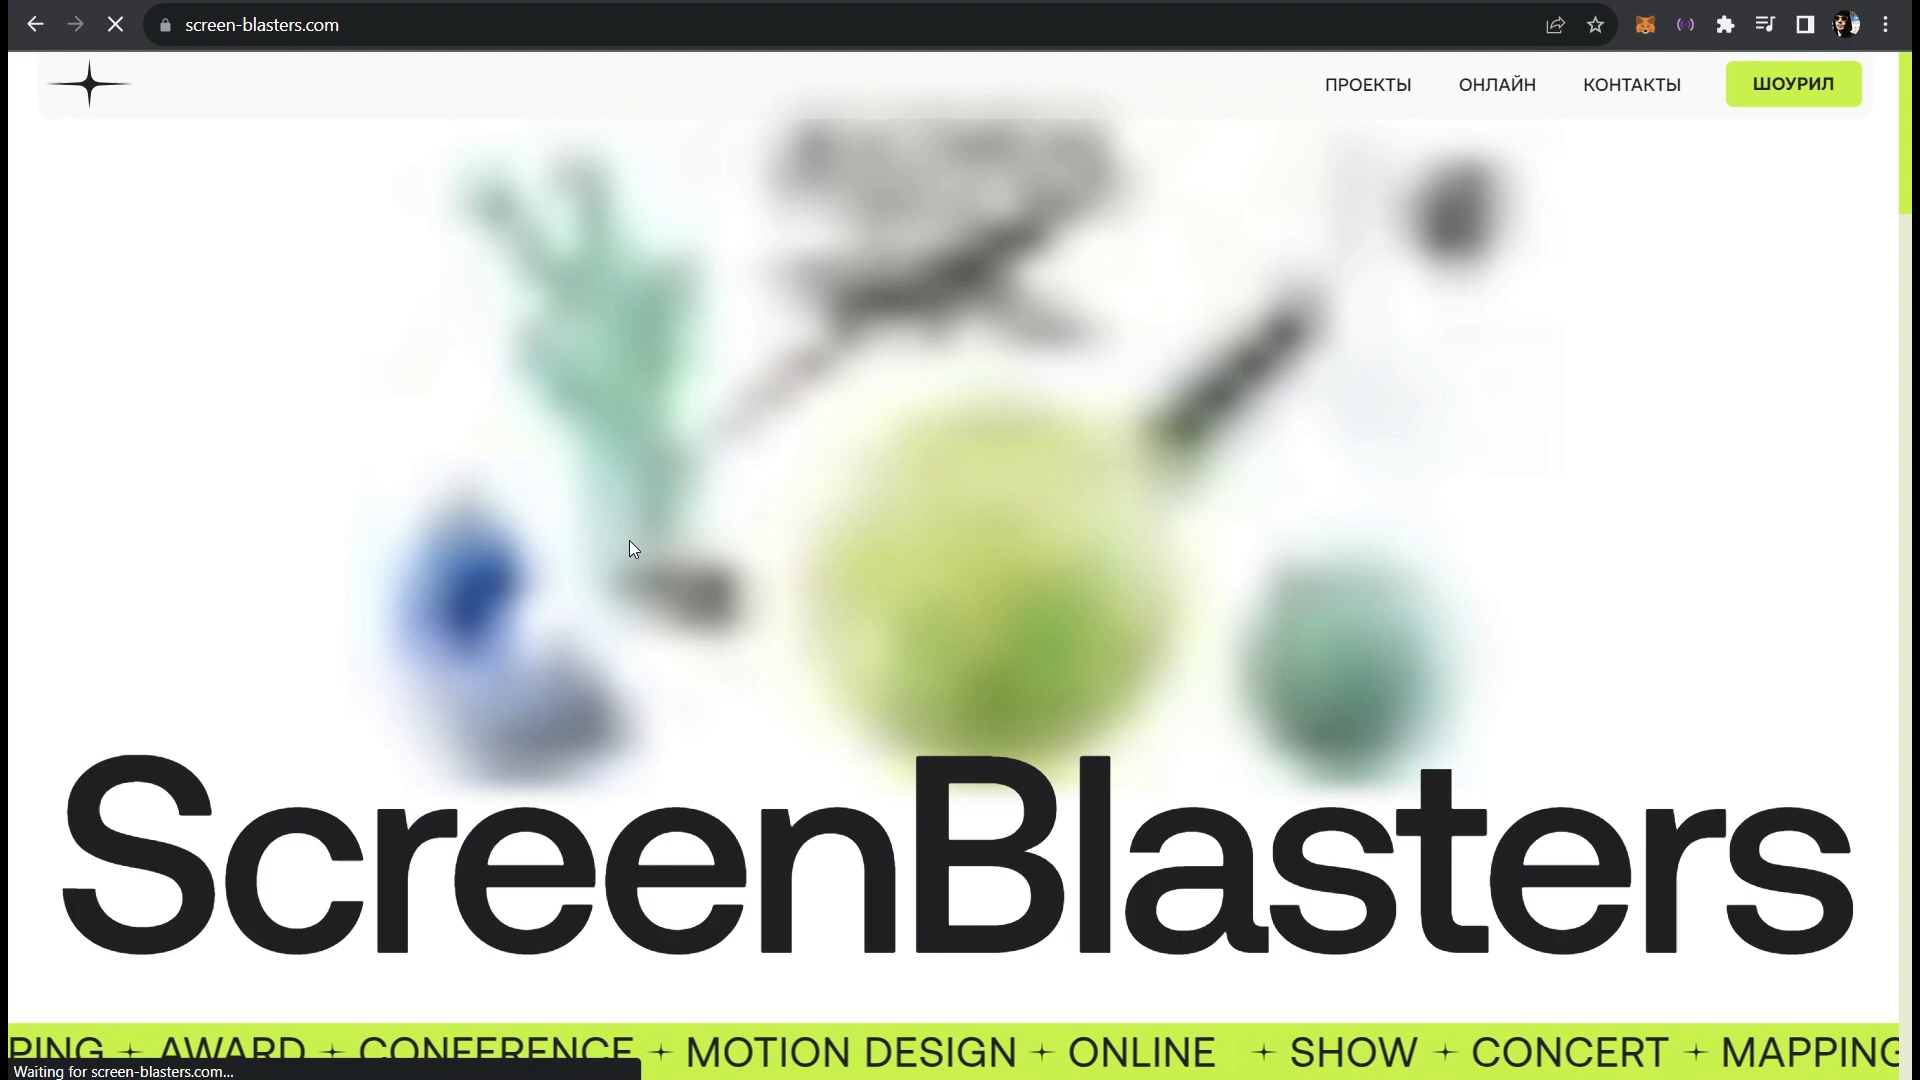 screen-blasters.com
ПРОЕКТЫ ОНЛАЙН КОНТАКТЫ ШОУРИЛ
ScreenBlasters
PING AWARD CONFERENCE MOTION DESIGN ONLINE SHOW CONCERT MAPPING
Waiting for screen-blasters.com...